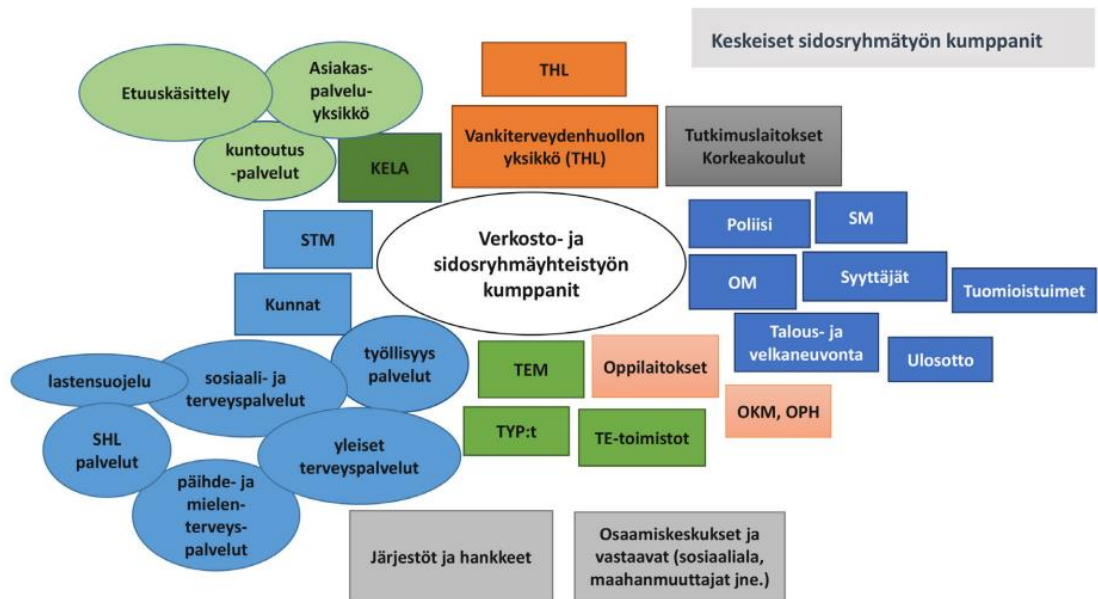 Keskeiset sidosryhmätyön kumppanit
Etuuskäsittely
Asiakas-
palvelu-
yksikkö
kuntoutus
-palvelut
KELA
THL
Vankiterveydenhuollon
yksikkö (THL)
Tutkimuslaitokset
Korkeakoulut
STM
Kunnat
Verkosto- ja
sidosryhmäyhteistyön
kumppanit
Poliisi
SM
OM
Syyttäjät
Tuomioistuimet
Talous- ja
velkaneuvonta
Ulosotto
lastensuojelu
sosiaali- ja
terveyspalvelut
työllisyys
palvelut
SHL
palvelut
yleiset
terveyspalvelut
päihde- ja
mielen-
terveys-
palvelut
TEM
Oppilaitokset
OKM, OPH
TYP:t
TE-toimistot
Järjestöt ja hankkeet
Osaamiskeskukset ja
vastaavat (sosiaaliala,
maahanmuuttajat jne.)